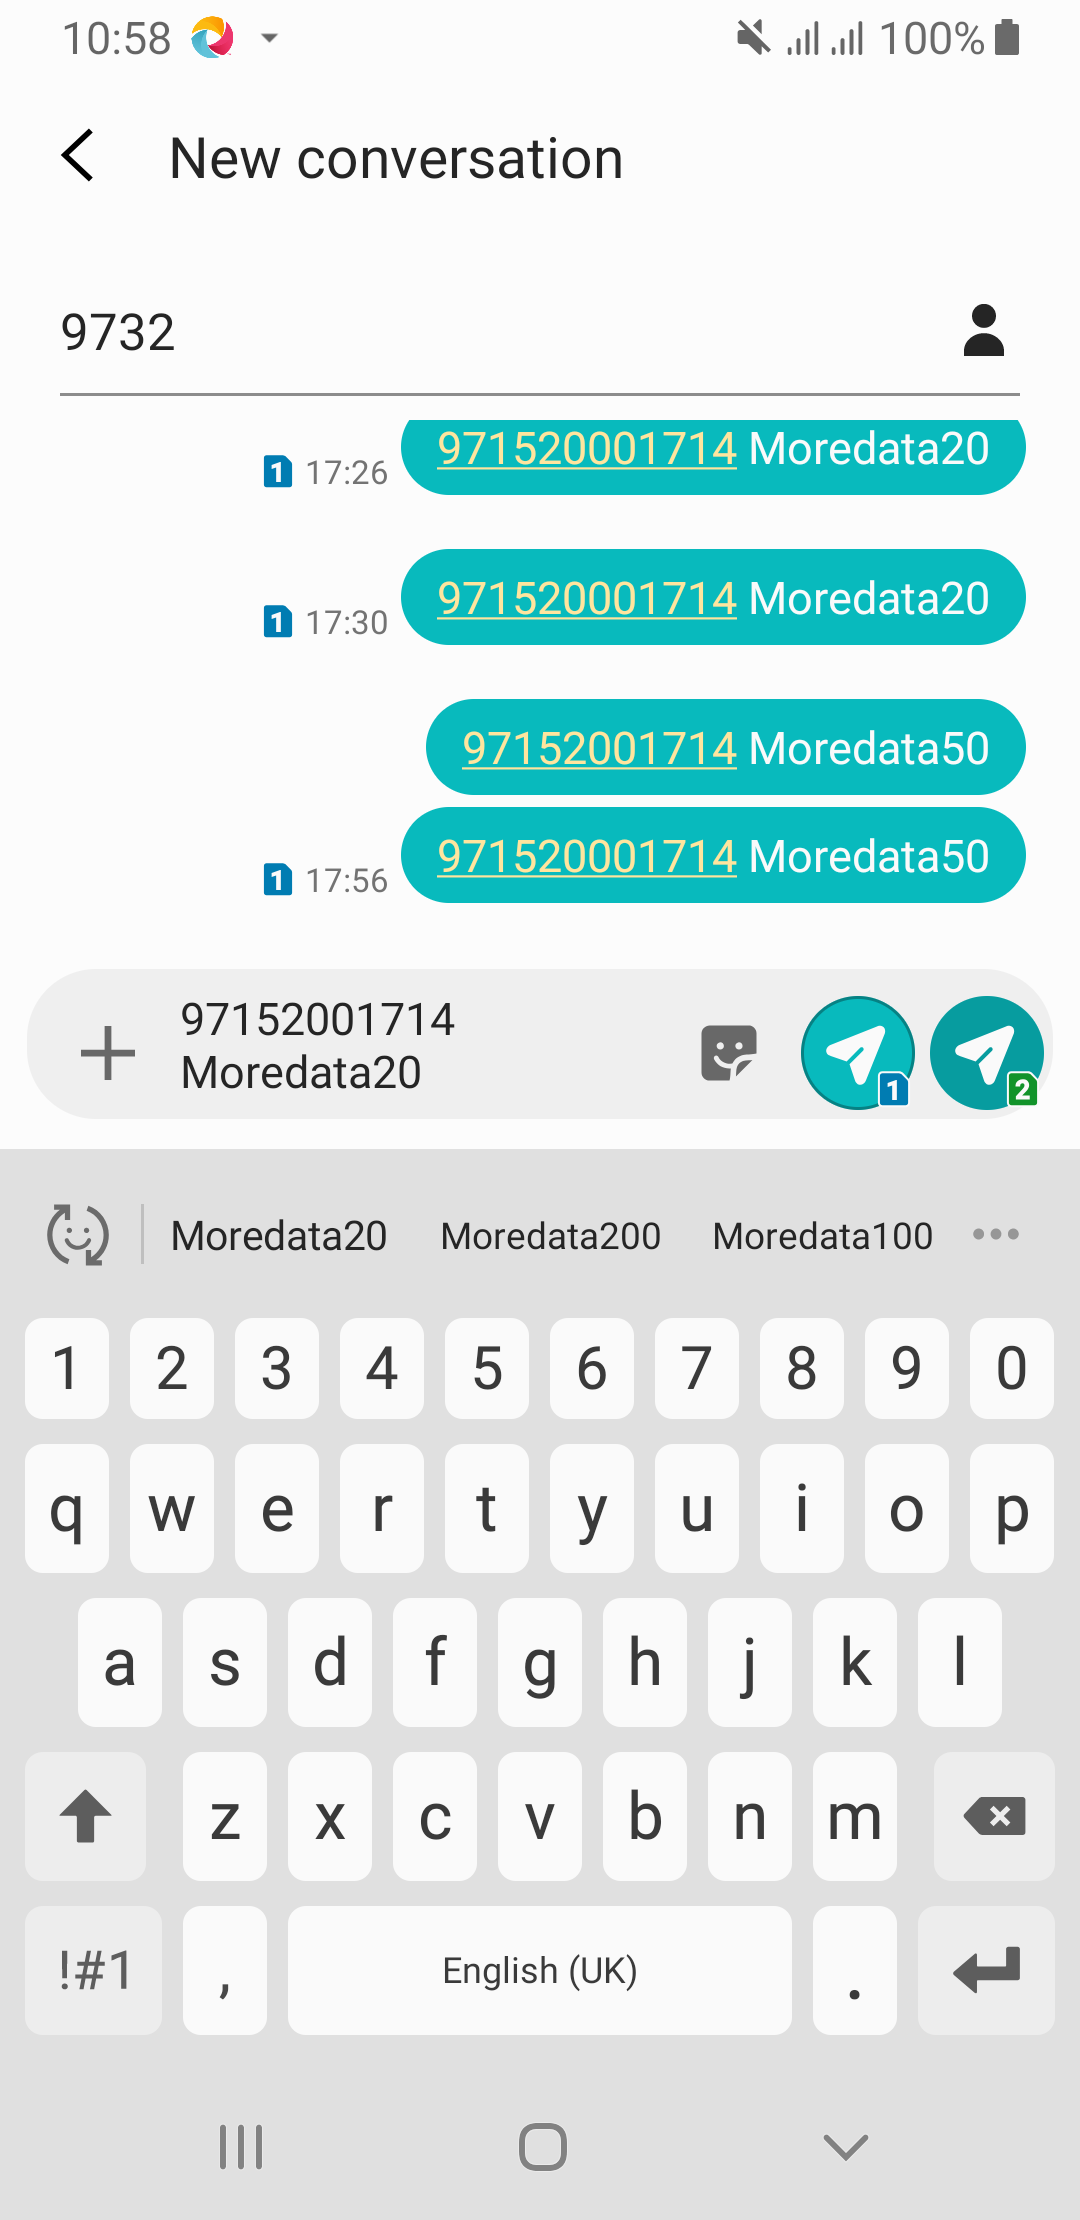 10:58 100%
New conversation
9732
1 17:26 971520001714 Moredata20
1 17:30 971520001714 Moredata20
97152001714 Moredata50
1 17:56 971520001714 Moredata50
97152001714
Moredata20
1 2
Moredata20 Moredata200 Moredata100
1 2 3 4 5 6 7 8 9 0
q w e r t y u i o p
a s d f g h j k l
z x c v b n m
!#1 , English (UK) .